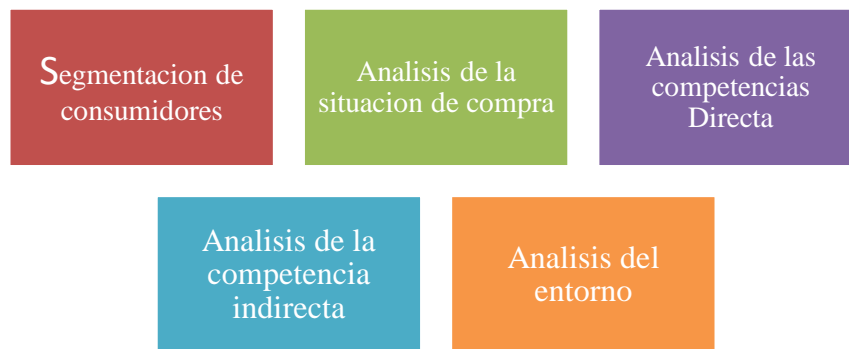 Segmentacion de
consumidores
Analisis de la
situacion de compra
Analisis de las
competencias
Directa
Analisis de la
competencia
indirecta
Analisis del
entorno